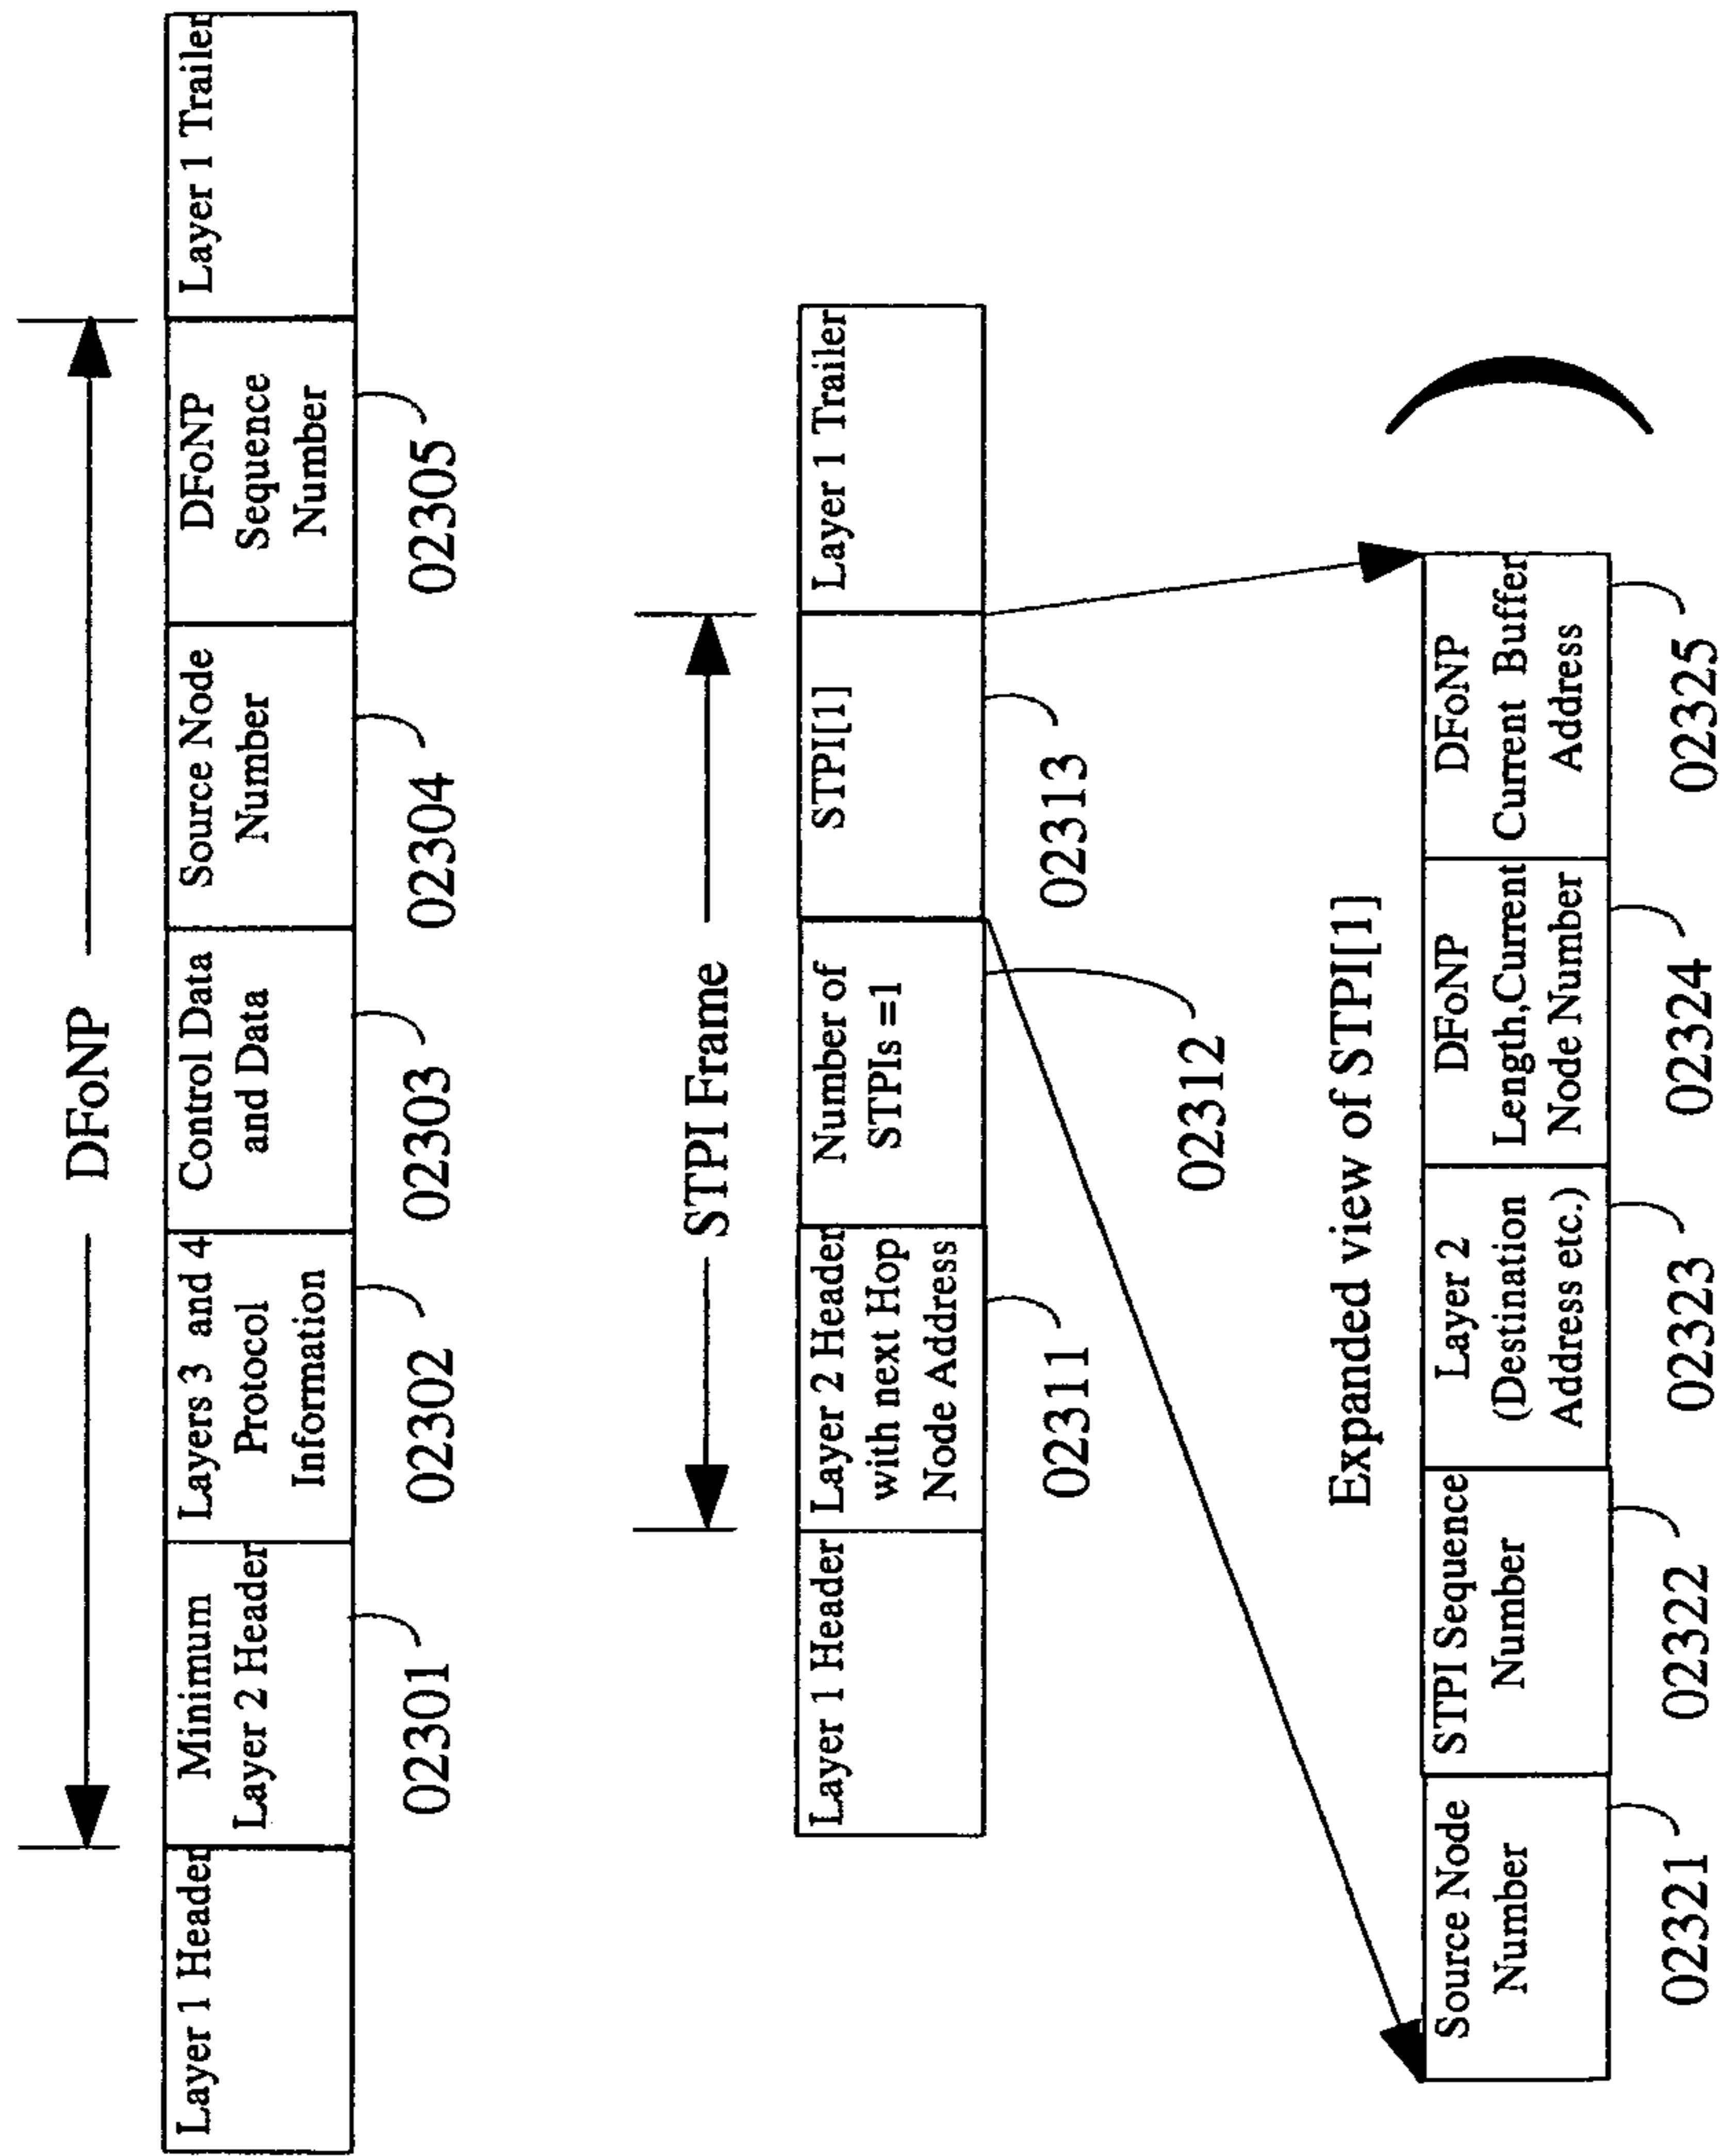 DFoNP
Layer 1 Header
Minimum
Layer 2 Header
Layers 3 and 4
Protocol
Information
Control Data
and Data
Source Node
Number
DFoNP
Sequence
Number
Layer 1 Trailer
02301
02302
02303
02304
02305
STPI Frame
Layer 1 Header
Layer 2 Header
with next Hop
Node Address
Number of
STPIs =1
STPI[1]
Layer 1 Trailer
02311
02312
02313
Expanded view of STPI[1]
Source Node
Number
STPI Sequence
Number
Layer 2
(Destination
Address etc.)
DFoNP
Length,Current
Node Number
DFoNP
Current Buffer
Address
02321
02322
02323
02324
02325